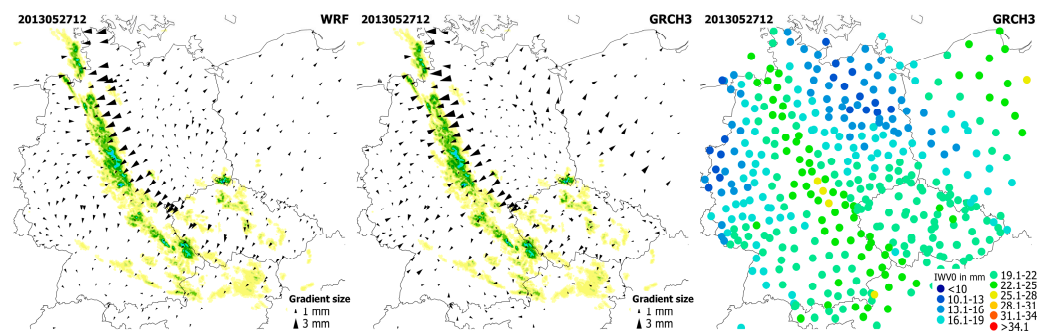 2013052712 WRF
Gradient size
1 mm
3 mm
2013052712 GRCH3
Gradient size
1 mm
3 mm
2013052712 GRCH3
IWV0 in mm
<10
10.1-13
13.1-16
16.1-19
19.1-22
22.1-25
25.1-28
28.1-31
31.1-34
>34.1